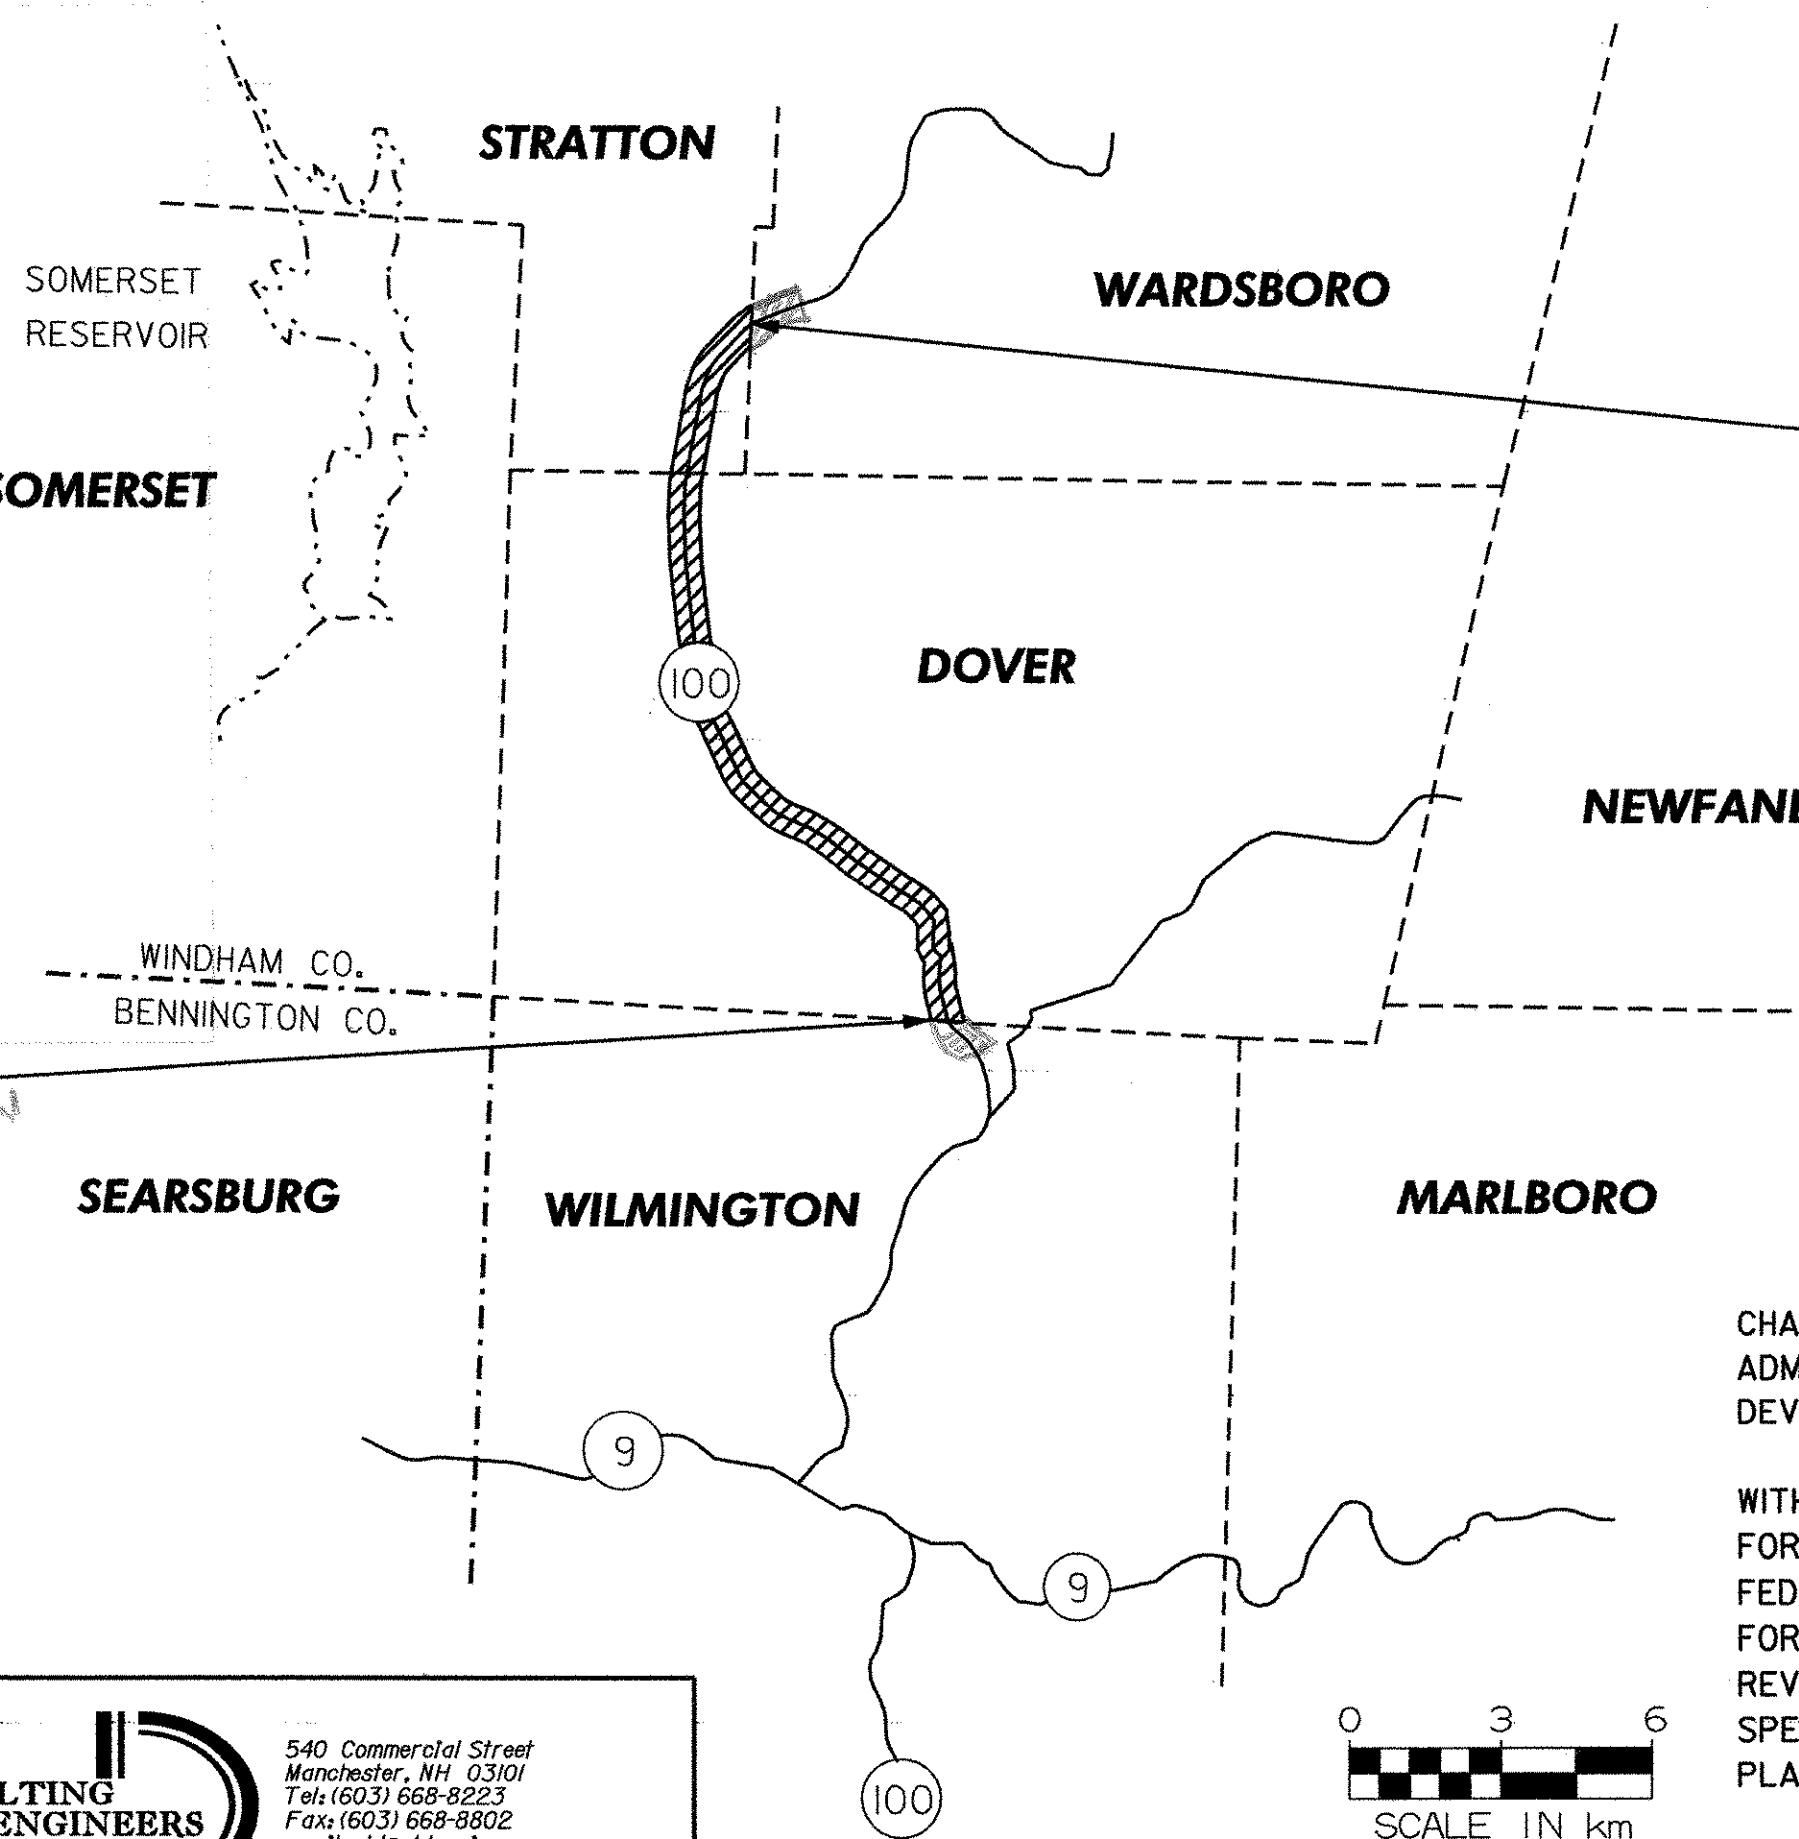 STRATTON
WARDSBORO
SOMERSET
RESERVOIR
SOMERSET
DOVER
100
NEWFAN
WINDHAM CO.
BENNINGTON CO.
SEARSBURG
WILMINGTON
MARLBORO
CHA
ADM
DEV
9
WITH
FOR
FED
FOR
REV
SPE
PLA
9
100
0 3 6
SCALE IN km
LTING
ENGINEERS
540 Commercial Street
Manchester, NH 03101
Tel: (603) 668-8223
Fax: (603) 668-8802